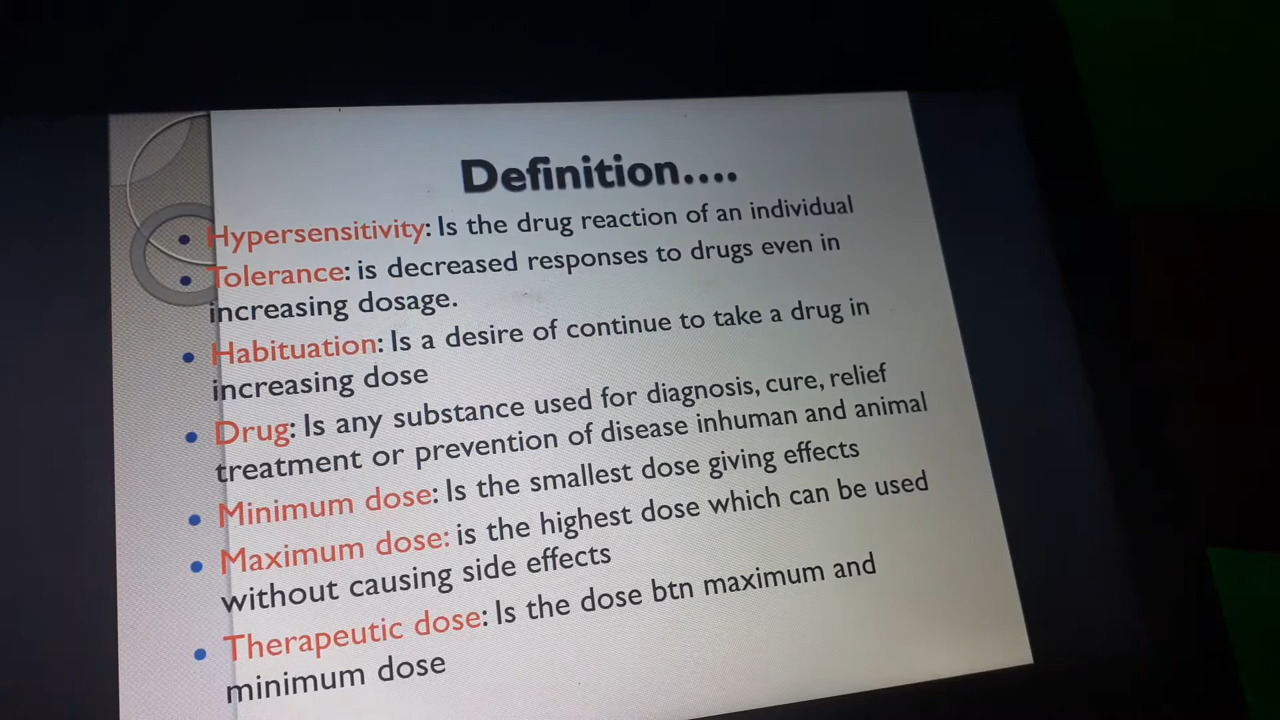 Definition....
• Hypersensitivity: Is the drug reaction of an individual
• Tolerance: is decreased responses to drugs even in
increasing dosage.
• Habituation: Is a desire of continue to take a drug in
increasing dose
• Drug: Is any substance used for diagnosis, cure, relief
treatment or prevention of disease inhuman and animal
• Minimum dose: Is the smallest dose giving effects
• Maximum dose: is the highest dose which can be used
without causing side effects
• Therapeutic dose: Is the dose btn maximum and
minimum dose